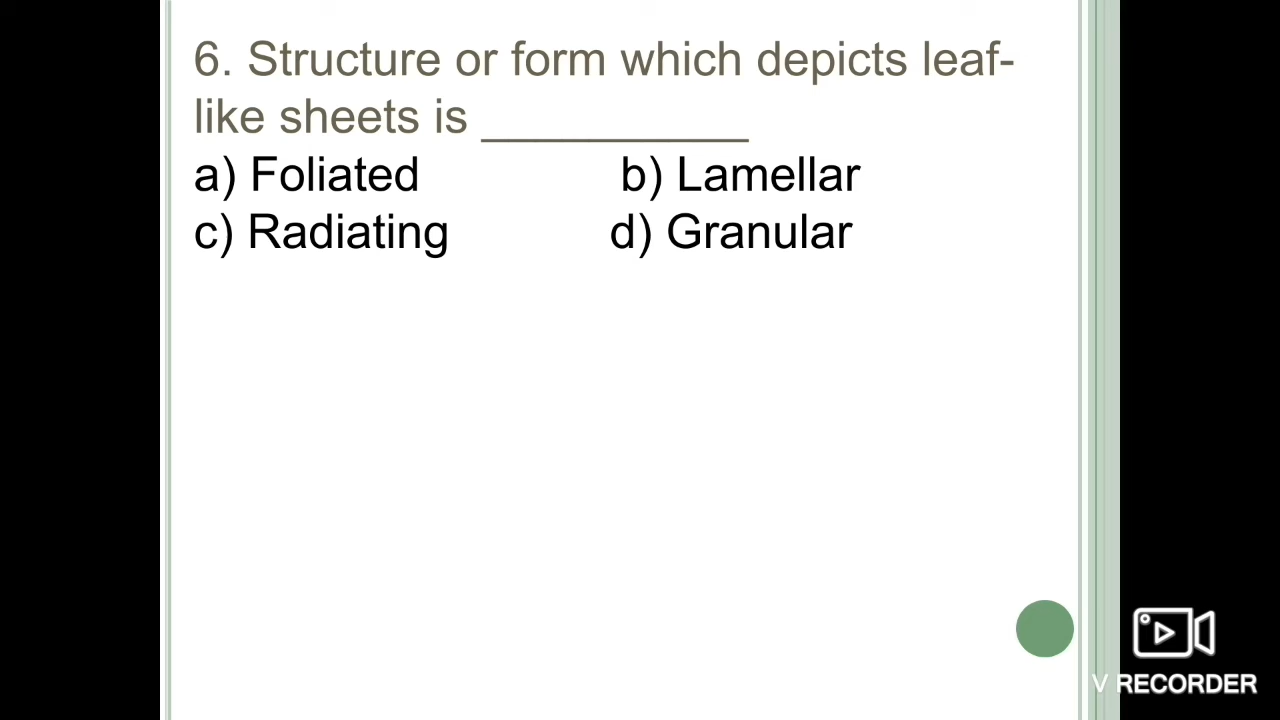 6. Structure or form which depicts leaf-
like sheets is ___________
a) Foliated b) Lamellar
c) Radiating d) Granular
V RECORDER